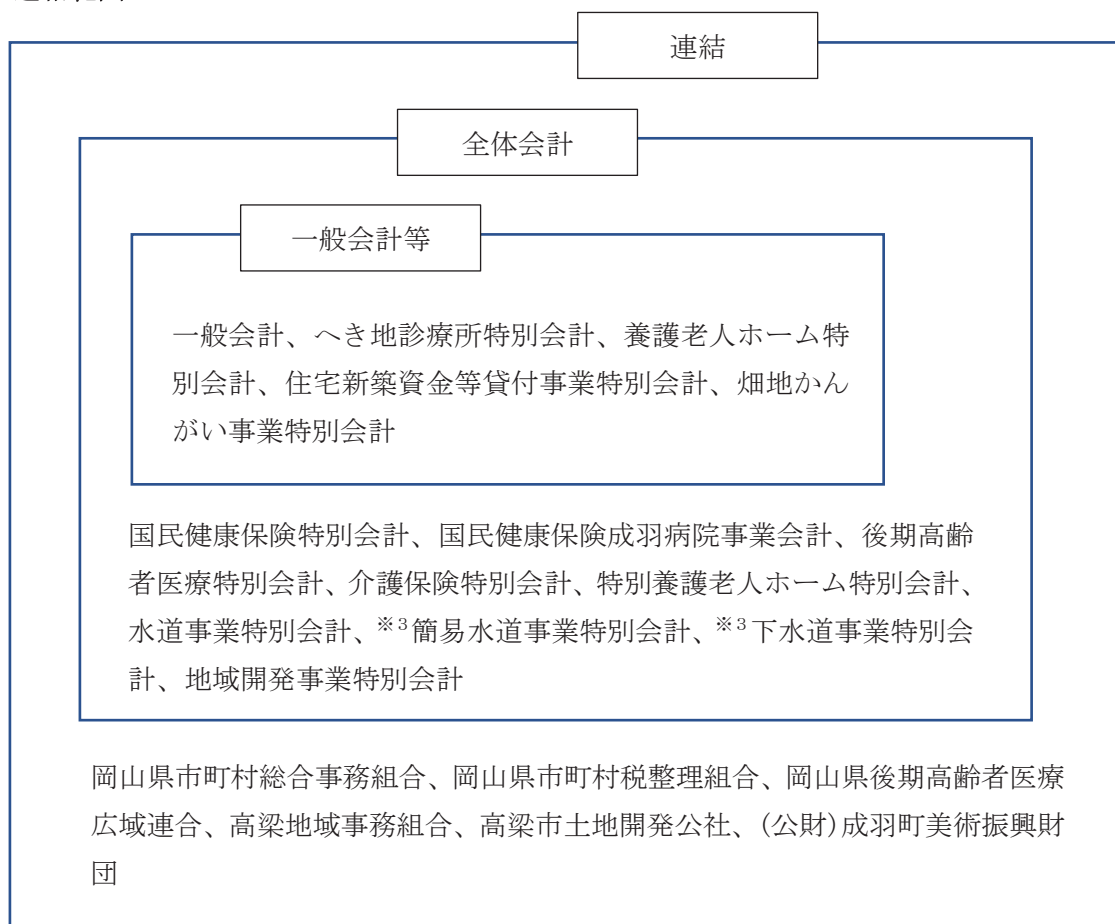 連結
全体会計
一般会計等
一般会計、へき地診療所特別会計、養護老人ホーム特
別会計、住宅新築資金等貸付事業特別会計、畑地かん
がい事業特別会計
国民健康保険特別会計、国民健康保険成羽病院事業会計、後期高齢
者医療特別会計、介護保険特別会計、特別養護老人ホーム特別会計、
水道事業特別会計、※3簡易水道事業特別会計、※3下水道事業特別会
計、地域開発事業特別会計
岡山県市町村総合事務組合、岡山県市町村税整理組合、岡山県後期高齢者医療
広域連合、高梁地域事務組合、高梁市土地開発公社、(公財)成羽町美術振興財
団